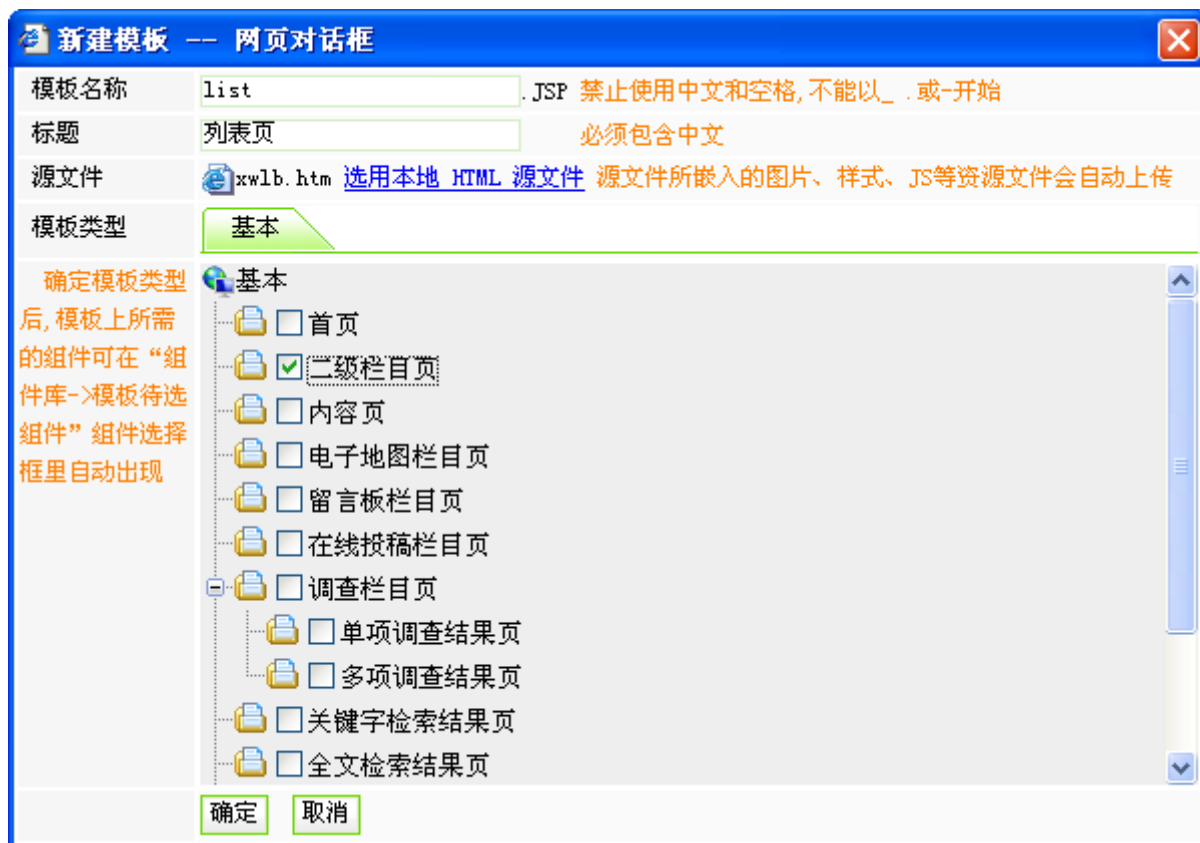 新建模板 -- 网页对话框
模板名称 list .JSP 禁止使用中文和空格,不能以_ .或-开始
标题 列表页 必须包含中文
源文件 xwlb.htm 选用本地 HTML 源文件 源文件所嵌入的图片、样式、JS等资源文件会自动上传
模板类型 基本
确定模板类型
后,模板上所需
的组件可在“组
件库->模板待选
组件”组件选择
框里自动出现
基本
首页
二级栏目页
内容页
电子地图栏目页
留言板栏目页
在线投稿栏目页
调查栏目页
单项调查结果页
多项调查结果页
关键字检索结果页
全文检索结果页
确定 取消